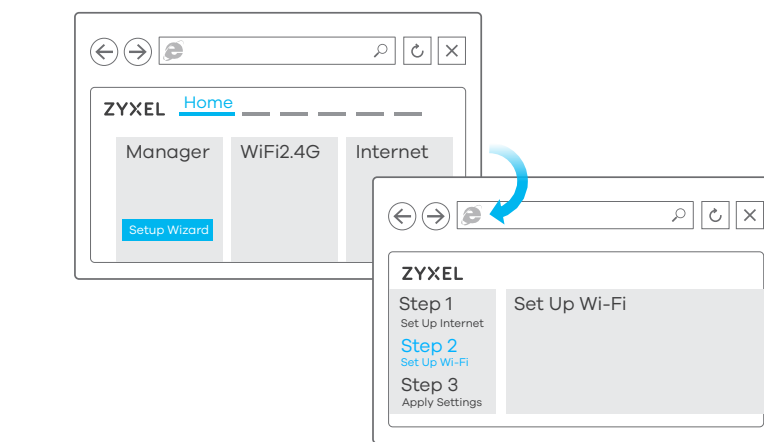 ZYXEL Home
Manager WiFi2.4G Internet
Setup Wizard
ZYXEL
Step 1
Set Up Internet
Step 2
Set Up Wi-Fi
Step 3
Apply Settings
Set Up Wi-Fi